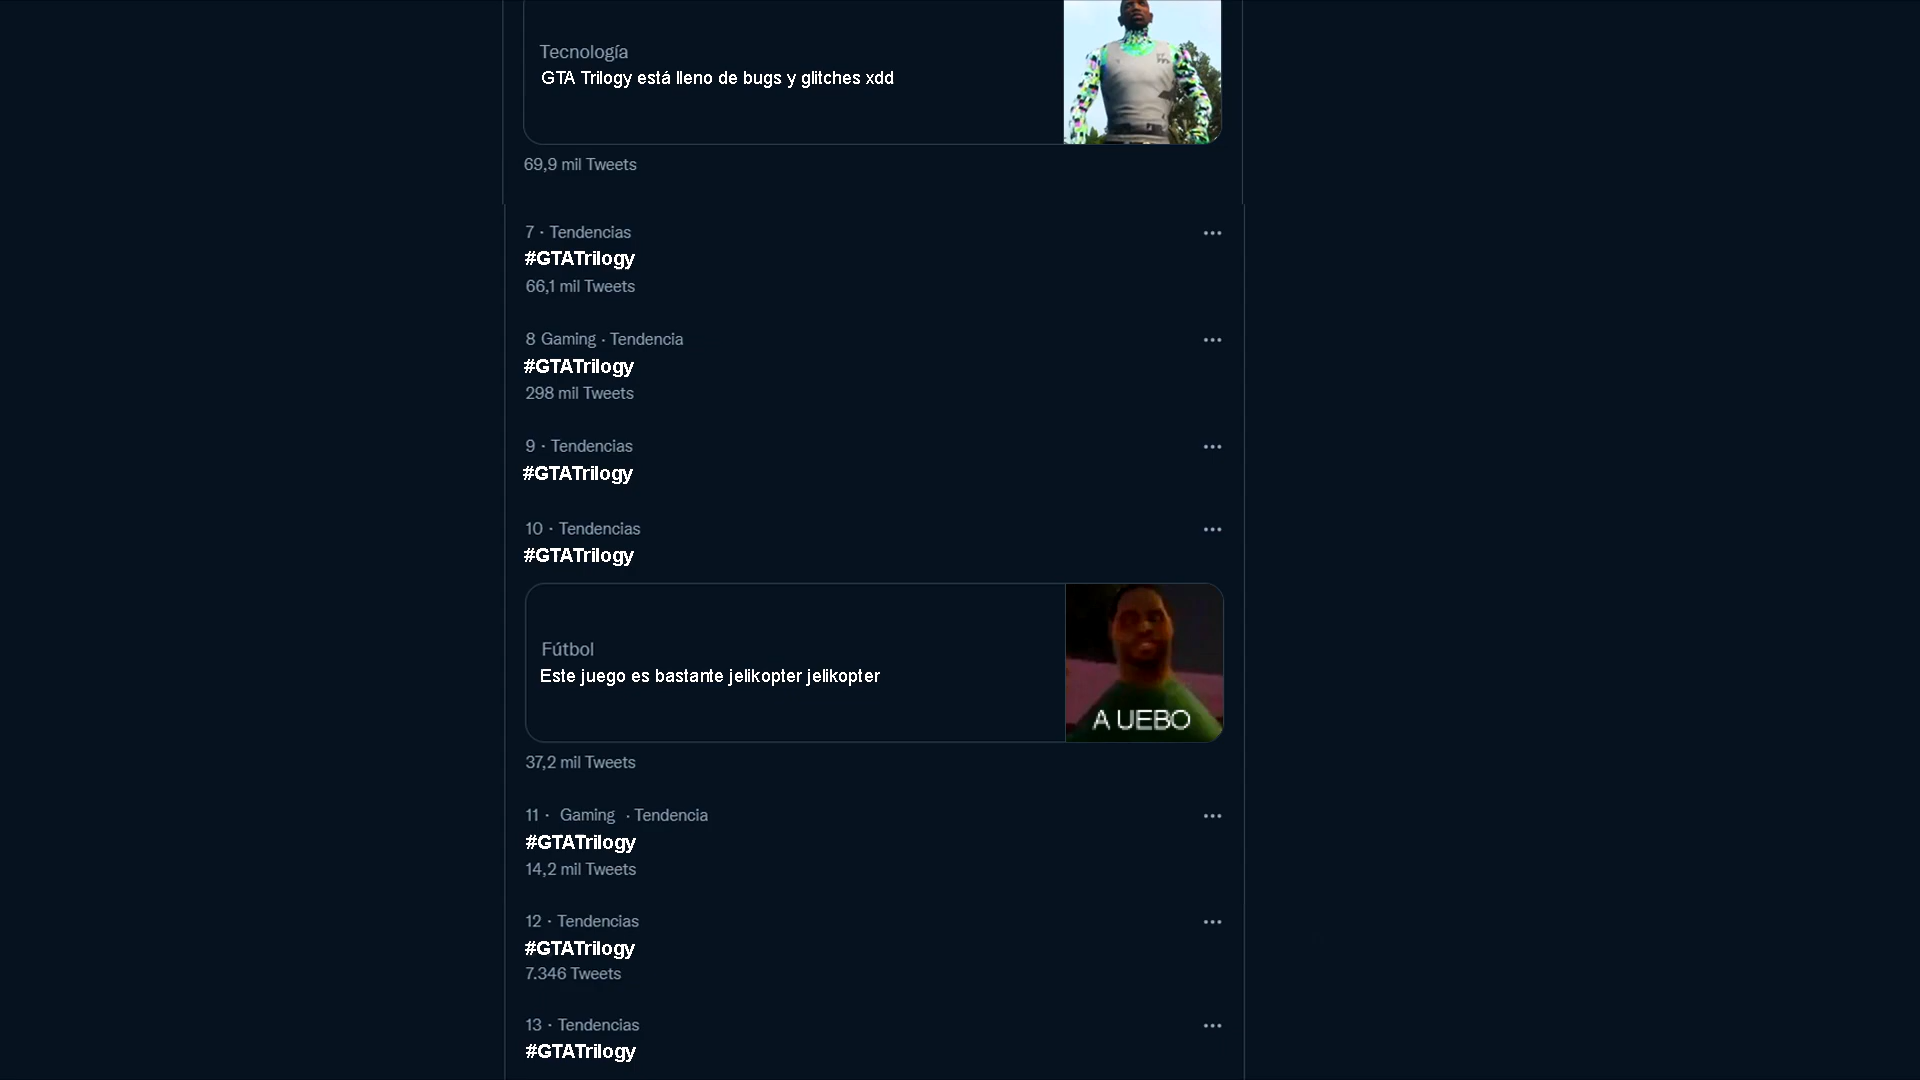 Tecnología
GTA Trilogy está lleno de bugs y glitches xdd
69,9 mil Tweets
7 · Tendencias
#GTATrilogy
66,1 mil Tweets
8 Gaming · Tendencia
#GTATrilogy
298 mil Tweets
9 · Tendencias
#GTATrilogy
10 · Tendencias
#GTATrilogy
Fútbol
Este juego es bastante jelikopter jelikopter
A UEBO
37,2 mil Tweets
11 · Gaming · Tendencia
#GTATrilogy
14,2 mil Tweets
12 · Tendencias
#GTATrilogy
7.346 Tweets
13 · Tendencias
#GTATrilogy